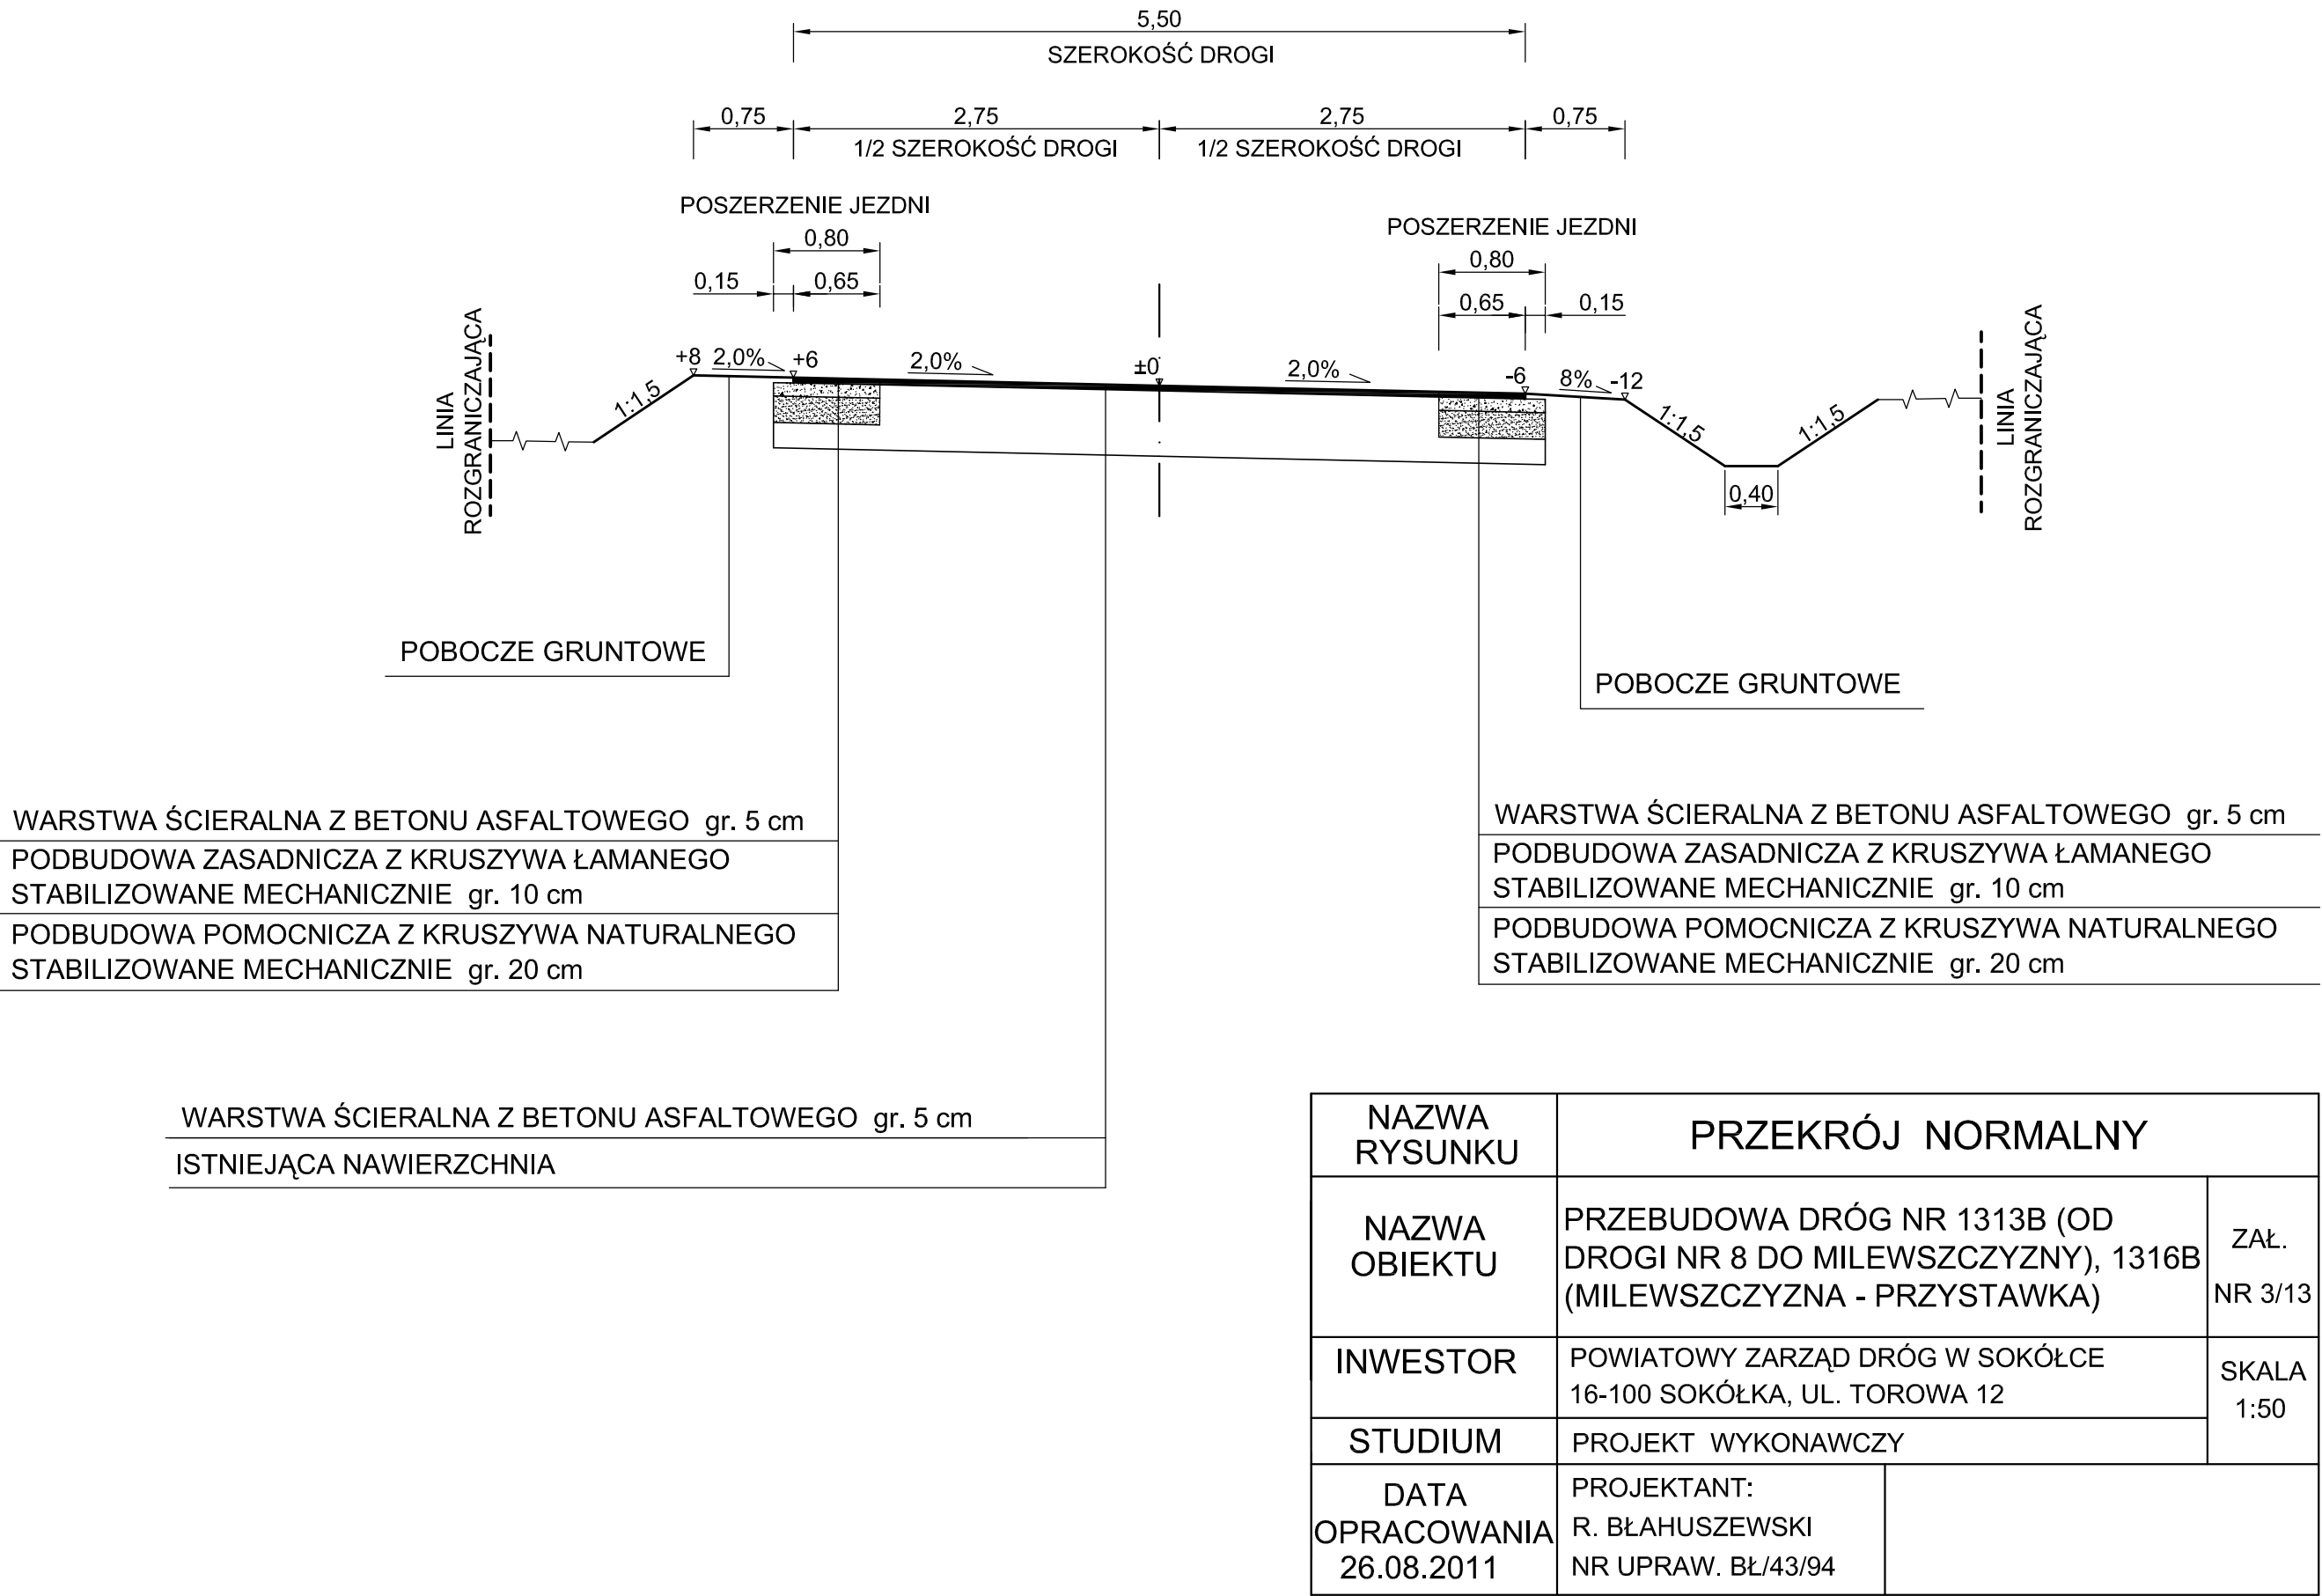 5,50
SZEROKOŚĆ DROGI
0,75 2,75 2,75 0,75
1/2 SZEROKOŚĆ DROGI 1/2 SZEROKOŚĆ DROGI
POSZERZENIE JEZDNI
0,80
0,15 0,65
POSZERZENIE JEZDNI
0,80
0,65 0,15
LINIA
ROZGRANICZAJĄCA
1:1,5
+8 2,0% +6 2,0% ±0 2,0% -6 8% -12
1:1,5
1:1,5
0,40
LINIA
ROZGRANICZAJĄCA
POBOCZE GRUNTOWE
POBOCZE GRUNTOWE
WARSTWA ŚCIERALNA Z BETONU ASFALTOWEGO gr. 5 cm
PODBUDOWA ZASADNICZA Z KRUSZYWA ŁAMANEGO
STABILIZOWANE MECHANICZNIE gr. 10 cm
PODBUDOWA POMOCNICZA Z KRUSZYWA NATURALNEGO
STABILIZOWANE MECHANICZNIE gr. 20 cm
WARSTWA ŚCIERALNA Z BETONU ASFALTOWEGO gr. 5 cm
PODBUDOWA ZASADNICZA Z KRUSZYWA ŁAMANEGO
STABILIZOWANE MECHANICZNIE gr. 10 cm
PODBUDOWA POMOCNICZA Z KRUSZYWA NATURALNEGO
STABILIZOWANE MECHANICZNIE gr. 20 cm
WARSTWA ŚCIERALNA Z BETONU ASFALTOWEGO gr. 5 cm
ISTNIEJĄCA NAWIERZCHNIA
NAZWA
RYSUNKU
PRZEKRÓJ NORMALNY
NAZWA
OBIEKTU
PRZEBUDOWA DRÓG NR 1313B (OD
DROGI NR 8 DO MILEWSZCZYZNY), 1316B
(MILEWSZCZYZNA - PRZYSTAWKA)
ZAŁ.
NR 3/13
INWESTOR
POWIATOWY ZARZĄD DRÓG W SOKÓŁCE
16-100 SOKÓŁKA, UL. TOROWA 12
SKALA
1:50
STUDIUM
PROJEKT WYKONAWCZY
DATA
OPRACOWANIA
26.08.2011
PROJEKTANT:
R. BŁAHUSZEWSKI
NR UPRAW. BŁ/43/94